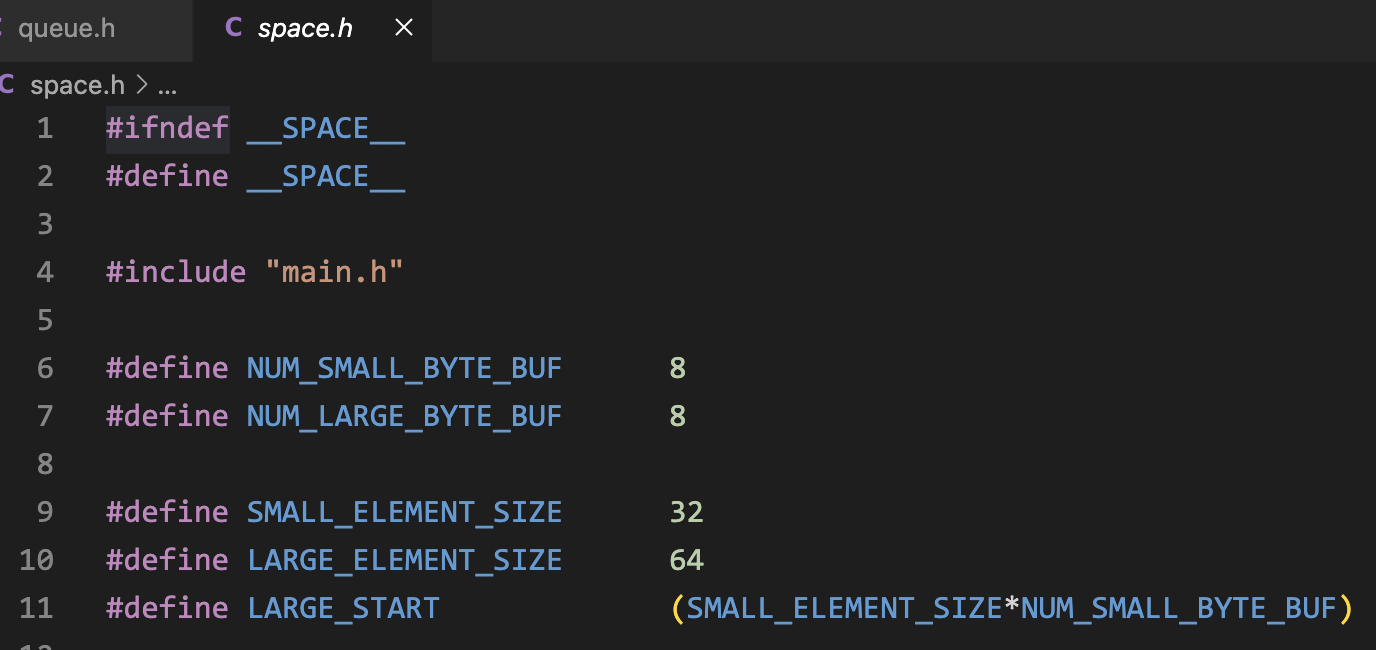 queue.h
C space.h ×
C space.h > ...
1 #ifndef __SPACE__
2 #define __SPACE__
3
4 #include "main.h"
5
6 #define NUM_SMALL_BYTE_BUF 8
7 #define NUM_LARGE_BYTE_BUF 8
8
9 #define SMALL_ELEMENT_SIZE 32
10 #define LARGE_ELEMENT_SIZE 64
11 #define LARGE_START (SMALL_ELEMENT_SIZE*NUM_SMALL_BYTE_BUF)